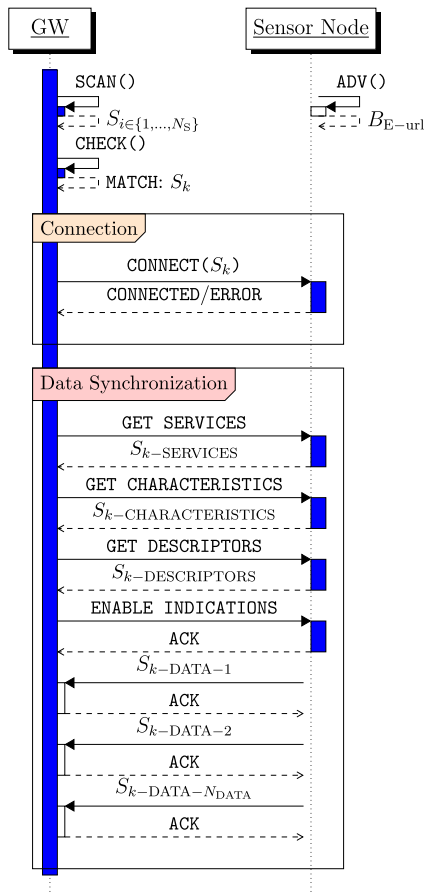 GW
Sensor Node
SCAN()
ADV()
S_{i∈{1,...,N_S}}
B_{E−url}
CHECK()
MATCH: S_k
Connection
CONNECT(S_k)
CONNECTED/ERROR
Data Synchronization
GET SERVICES
S_{k−SERVICES}
GET CHARACTERISTICS
S_{k−CHARACTERISTICS}
GET DESCRIPTORS
S_{k−DESCRIPTORS}
ENABLE INDICATIONS
ACK
S_{k−DATA−1}
ACK
S_{k−DATA−2}
ACK
S_{k−DATA−N_{DATA}}
ACK